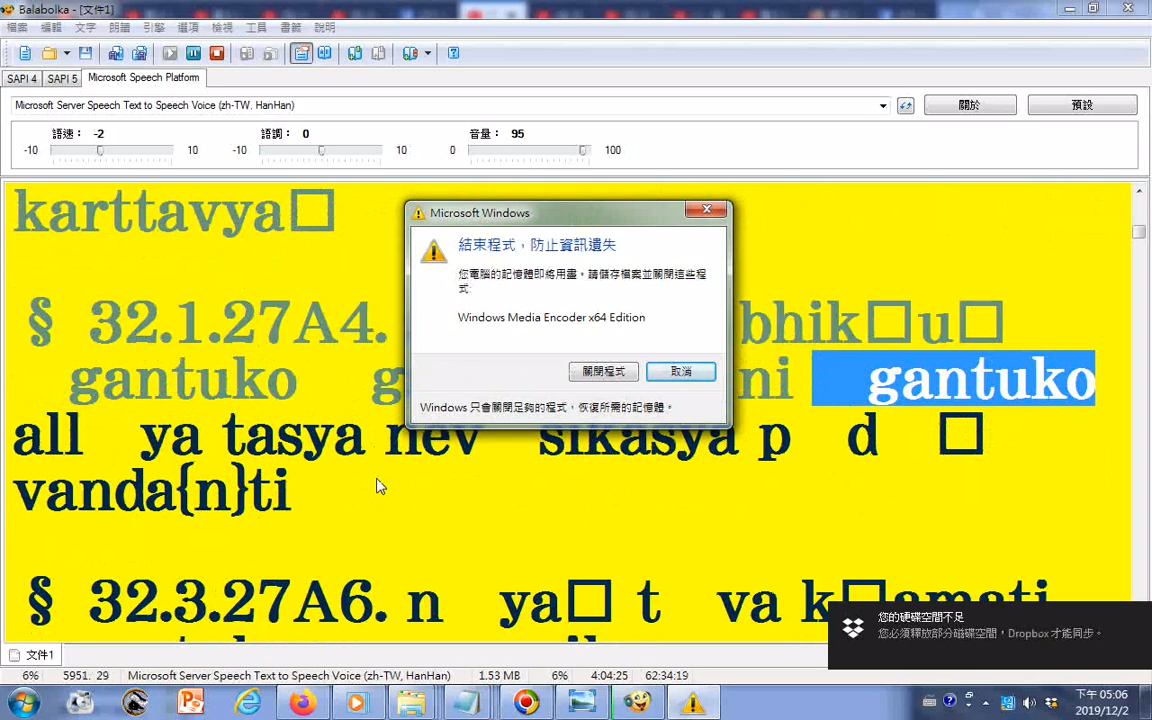 Balabolka - [文件1]
檔案 編輯 文字 朗讀 引擎 選項 檢視 工具 書籤 說明
SAPI 4 SAPI 5 Microsoft Speech Platform
Microsoft Server Speech Text to Speech Voice (zh-TW, HanHan)
關於 預設
語速： -2 語調： 0 音量： 95
-10 10 -10 10 0 100
karttavya□
Microsoft Windows
結束程式，防止資訊遺失
您電腦的記憶體即將用盡。請儲存檔案並關閉這些程
式:
Windows Media Encoder x64 Edition
關閉程式 取消
Windows 只會關閉足夠的程式，恢復所需的記憶體。
§ 32.1.27A4. bhik□u□
gantuko g ni gantuko
all ya tasya nev sikasya p d □
vanda{n}ti
§ 32.3.27A6. n ya□ t va k□amati
您的硬碟空間不足
您必須釋放部分磁碟空間，Dropbox 才能同步。
文件1
6% 5951: 29 Microsoft Server Speech Text to Speech Voice (zh-TW, HanHan) 1.53 MB 6% 4:04:25 62:34:19
下午 05:06
2019/12/2